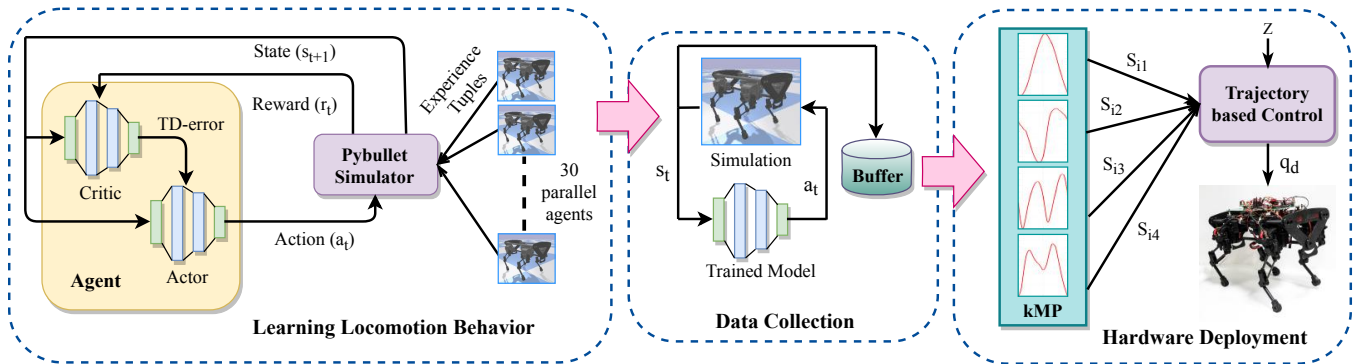 State (s_{t+1})
Reward (r_t)
TD-error
Critic
Actor
Agent
Action (a_t)
Pybullet
Simulator
Experience
Tuples
30
parallel
agents
Learning Locomotion Behavior
Simulation
s_t
a_t
Trained Model
Buffer
Data Collection
kMP
S_{i1}
S_{i2}
S_{i3}
S_{i4}
Z
Trajectory
based Control
q_d
Hardware Deployment